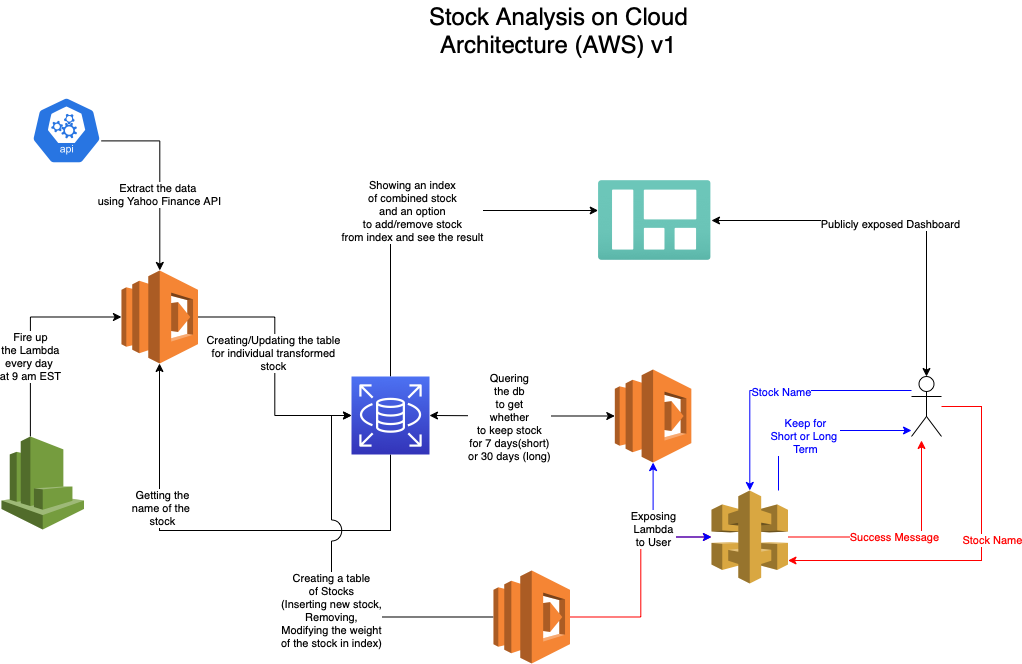 Stock Analysis on Cloud
Architecture (AWS) v1
api
Extract the data
using Yahoo Finance API
Showing an index
of combined stock
and an option
to add/remove stock
from index and see the result
Publicly exposed Dashboard
Fire up
the Lambda
every day
at 9 am EST
Creating/Updating the table
for individual transformed
stock
Quering
the db
to get
whether
to keep stock
for 7 days(short)
or 30 days (long)
Stock Name
Keep for
Short or Long
Term
Getting the
name of the
stock
Exposing
Lambda
to User
Success Message
Stock Name
Creating a table
of Stocks
(Inserting new stock,
Removing,
Modifying the weight
of the stock in index)